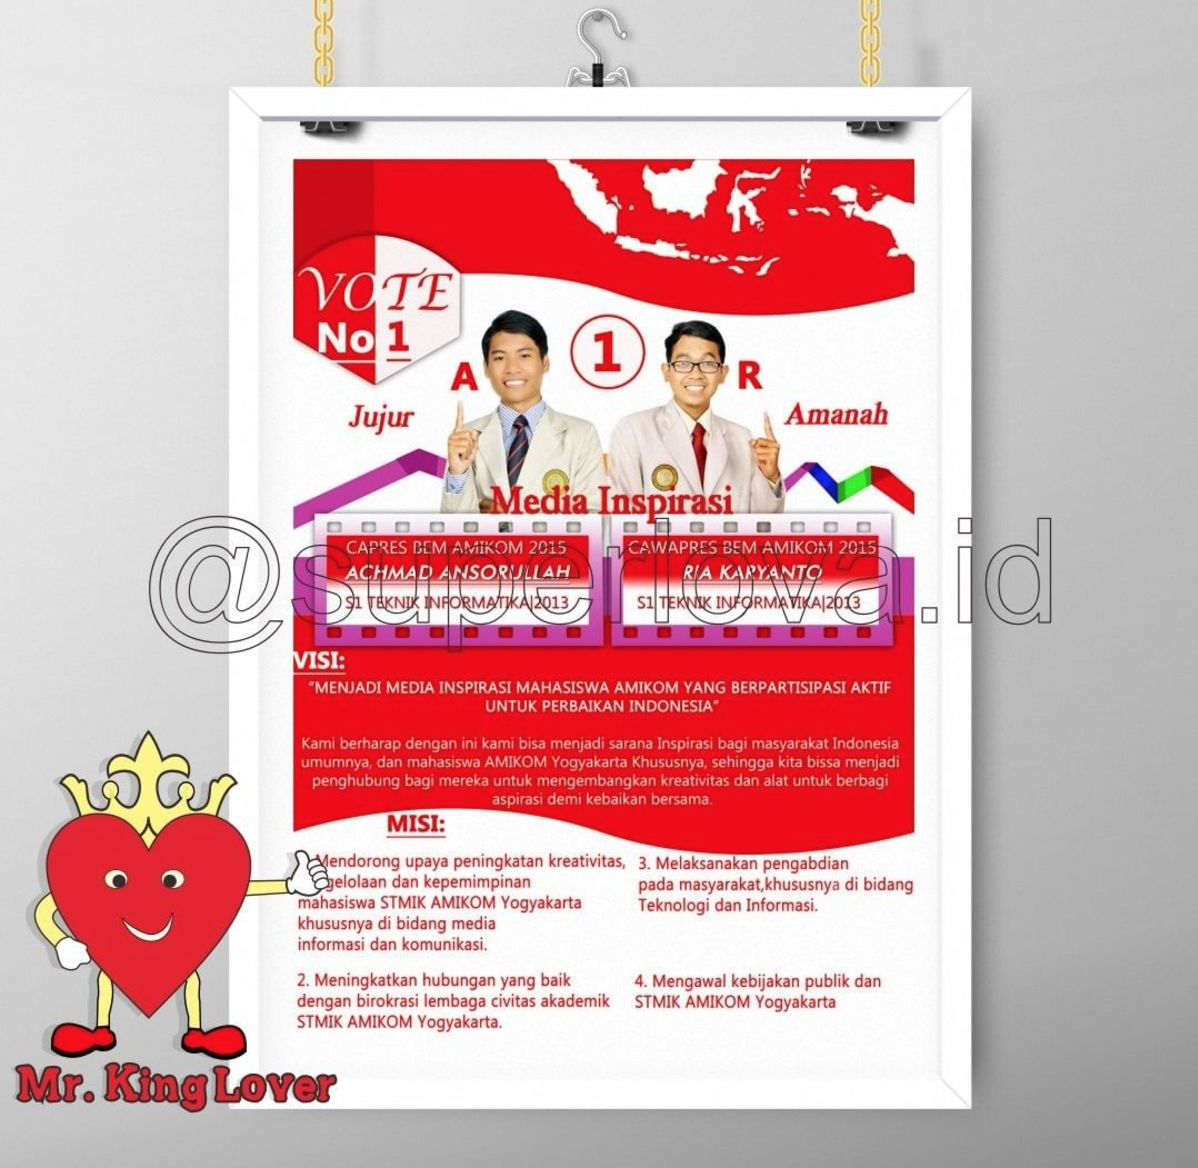 VOTE
No 1
A
1
R
Jujur
Amanah
Media Inspirasi
CAPRES BEM AMIKOM 2015
ACHMAD ANSORULLAH
S1 TEKNIK INFORMATIKA|2013
CAWAPRES BEM AMIKOM 2015
RIA KARYANTO
S1 TEKNIK INFORMATIKA|2013
@superlova.id
VISI:
"MENJADI MEDIA INSPIRASI MAHASISWA AMIKOM YANG BERPARTISIPASI AKTIF
UNTUK PERBAIKAN INDONESIA"
Kami berharap dengan ini kami bisa menjadi sarana Inspirasi bagi masyarakat Indonesia
umumnya, dan mahasiswa AMIKOM Yogyakarta Khususnya, sehingga kita bissa menjadi
penghubung bagi mereka untuk mengembangkan kreativitas dan alat untuk berbagi
aspirasi demi kebaikan bersama.
MISI:
Mendorong upaya peningkatan kreativitas,
gelolaan dan kepemimpinan
mahasiswa STMIK AMIKOM Yogyakarta
khususnya di bidang media
informasi dan komunikasi.
2. Meningkatkan hubungan yang baik
dengan birokrasi lembaga civitas akademik
STMIK AMIKOM Yogyakarta.
3. Melaksanakan pengabdian
pada masyarakat,khususnya di bidang
Teknologi dan Informasi.
4. Mengawal kebijakan publik dan
STMIK AMIKOM Yogyakarta
Mr. King Lover